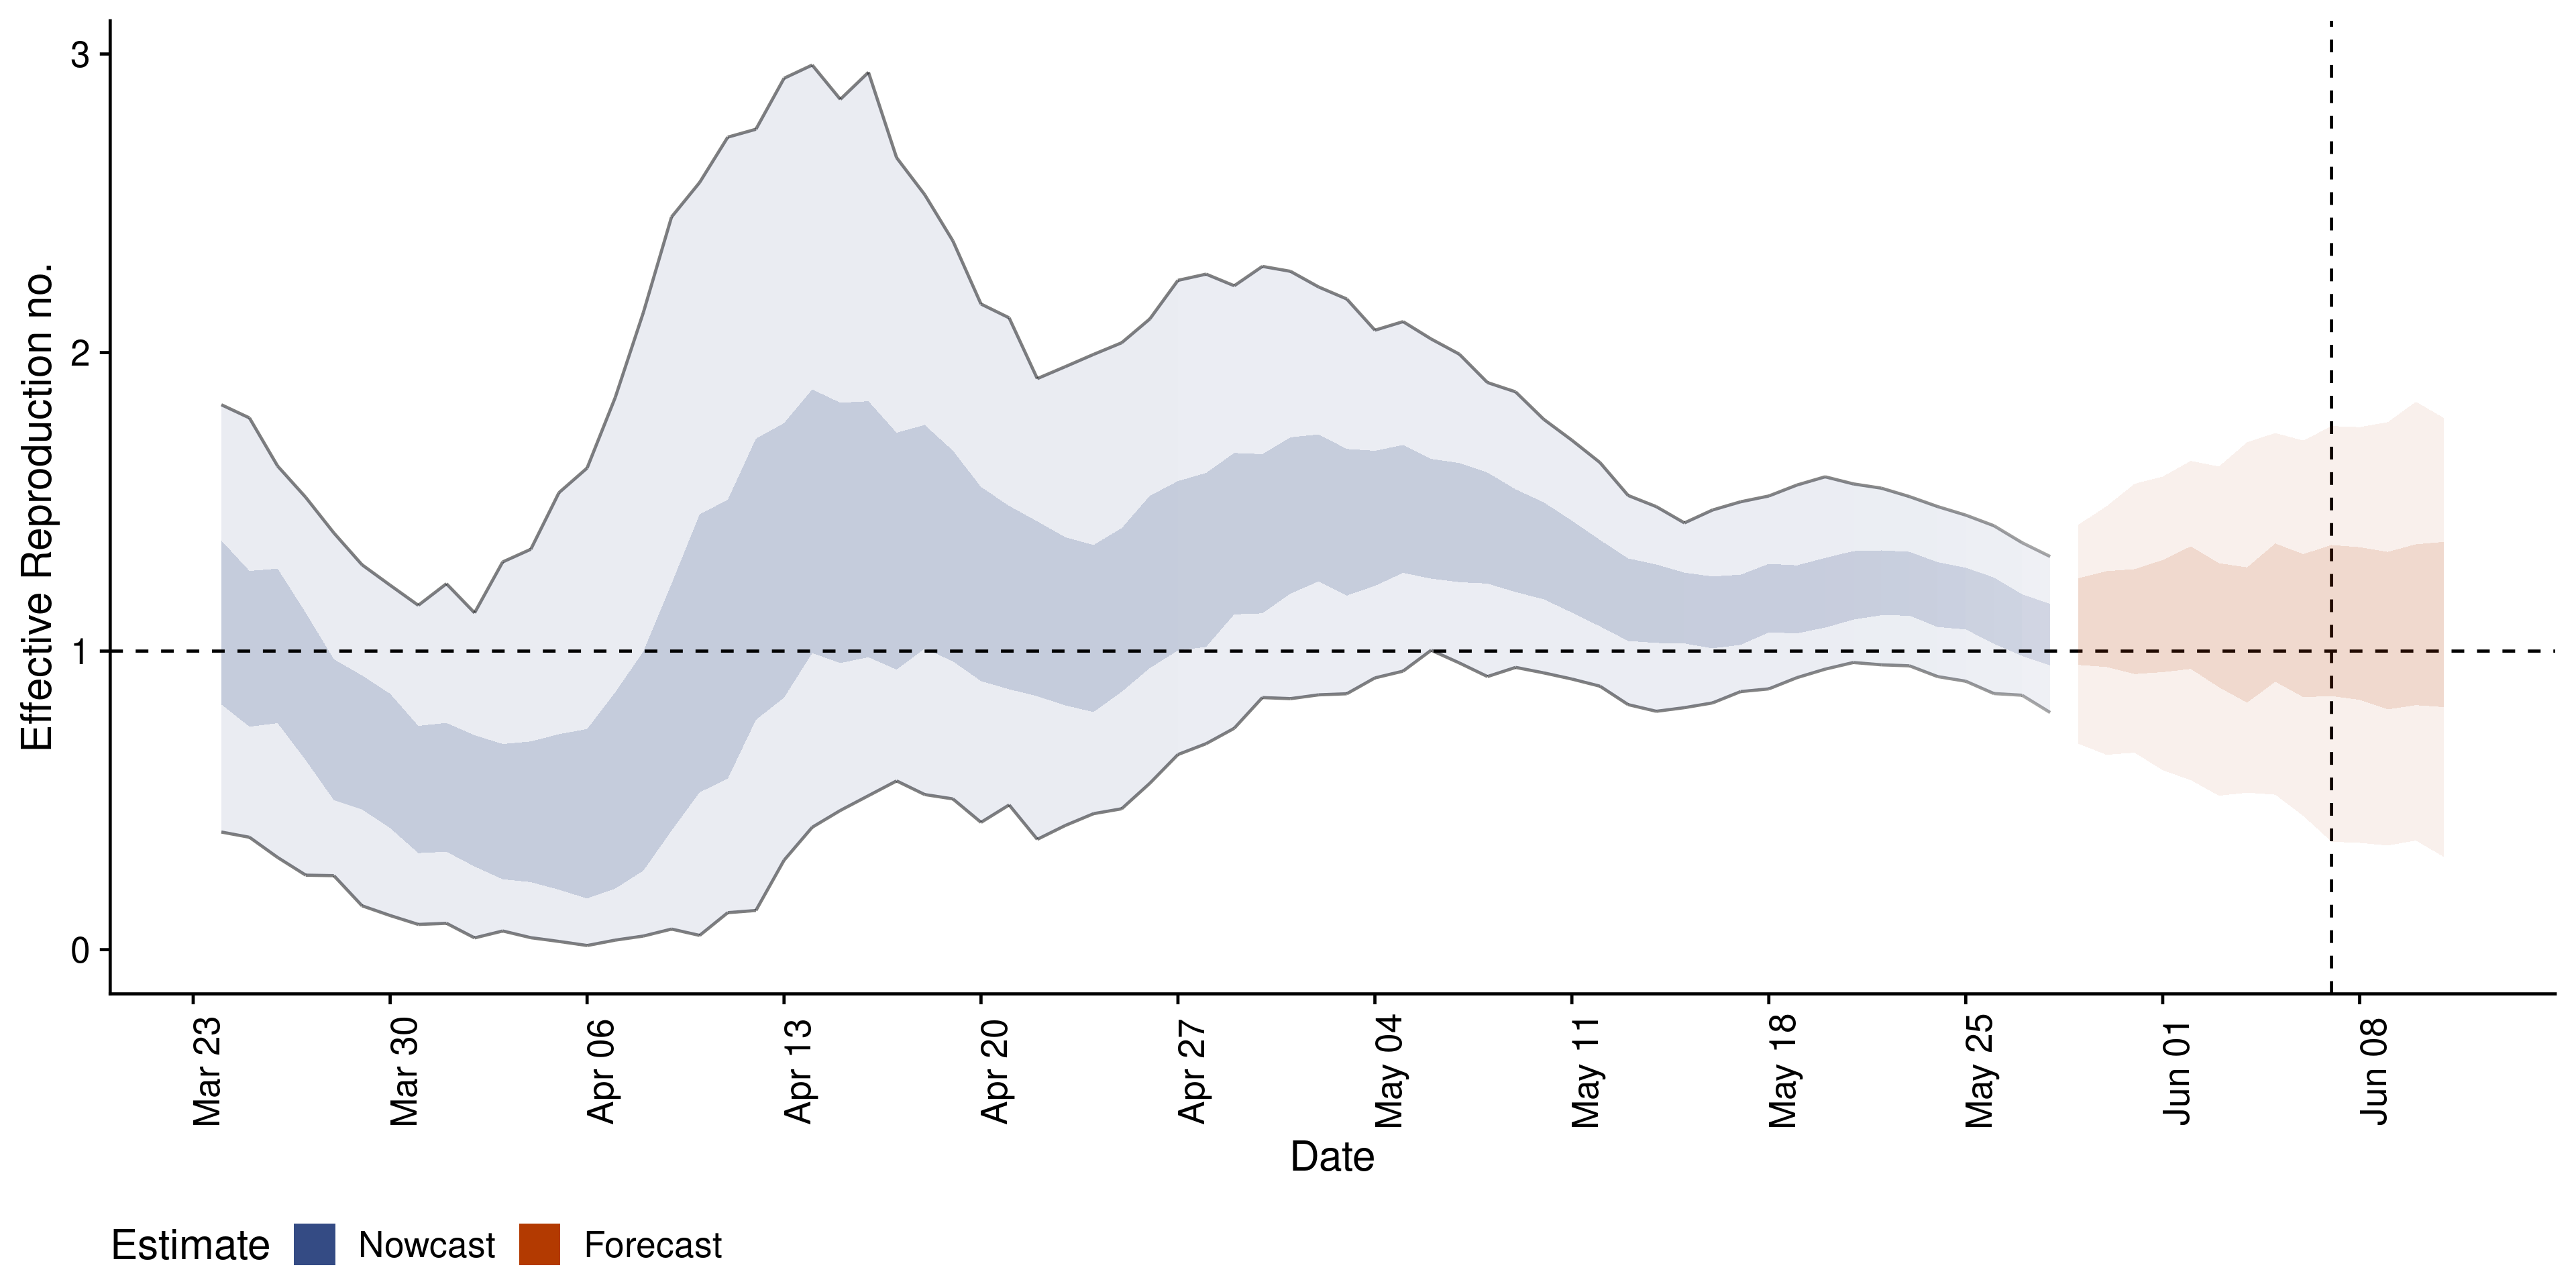 Effective Reproduction no.
3
2
1
0
Mar 23
Mar 30
Apr 06
Apr 13
Apr 20
Apr 27
May 04
May 11
May 18
May 25
Jun 01
Jun 08
Date
Estimate Nowcast Forecast